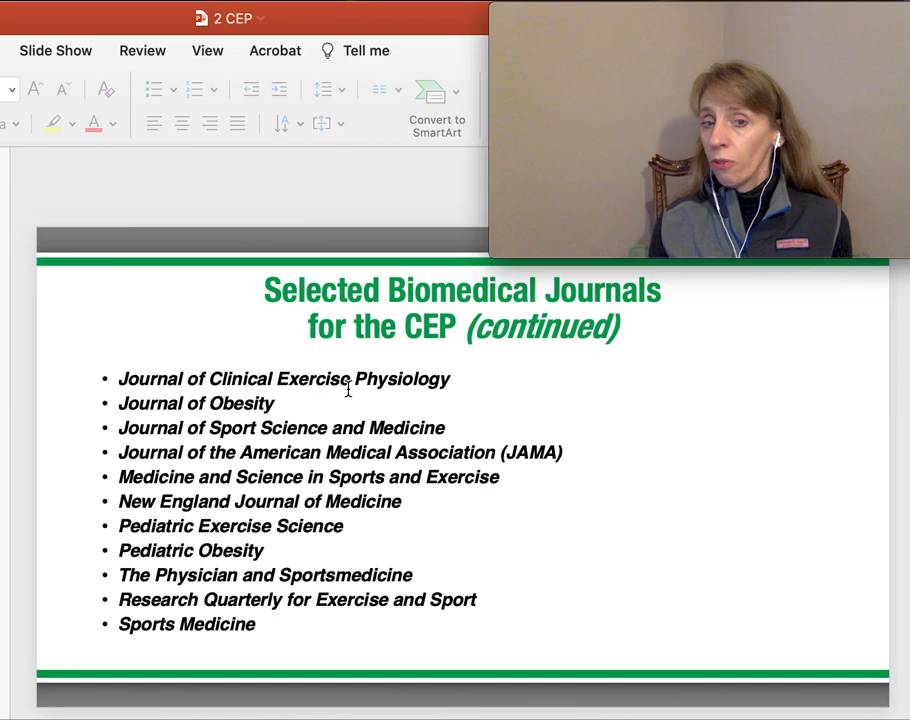 2 CEP
Slide Show Review View Acrobat Tell me
A A A
a A Convert to
SmartArt
Selected Biomedical Journals
for the CEP (continued)
• Journal of Clinical Exercise Physiology
• Journal of Obesity
• Journal of Sport Science and Medicine
• Journal of the American Medical Association (JAMA)
• Medicine and Science in Sports and Exercise
• New England Journal of Medicine
• Pediatric Exercise Science
• Pediatric Obesity
• The Physician and Sportsmedicine
• Research Quarterly for Exercise and Sport
• Sports Medicine